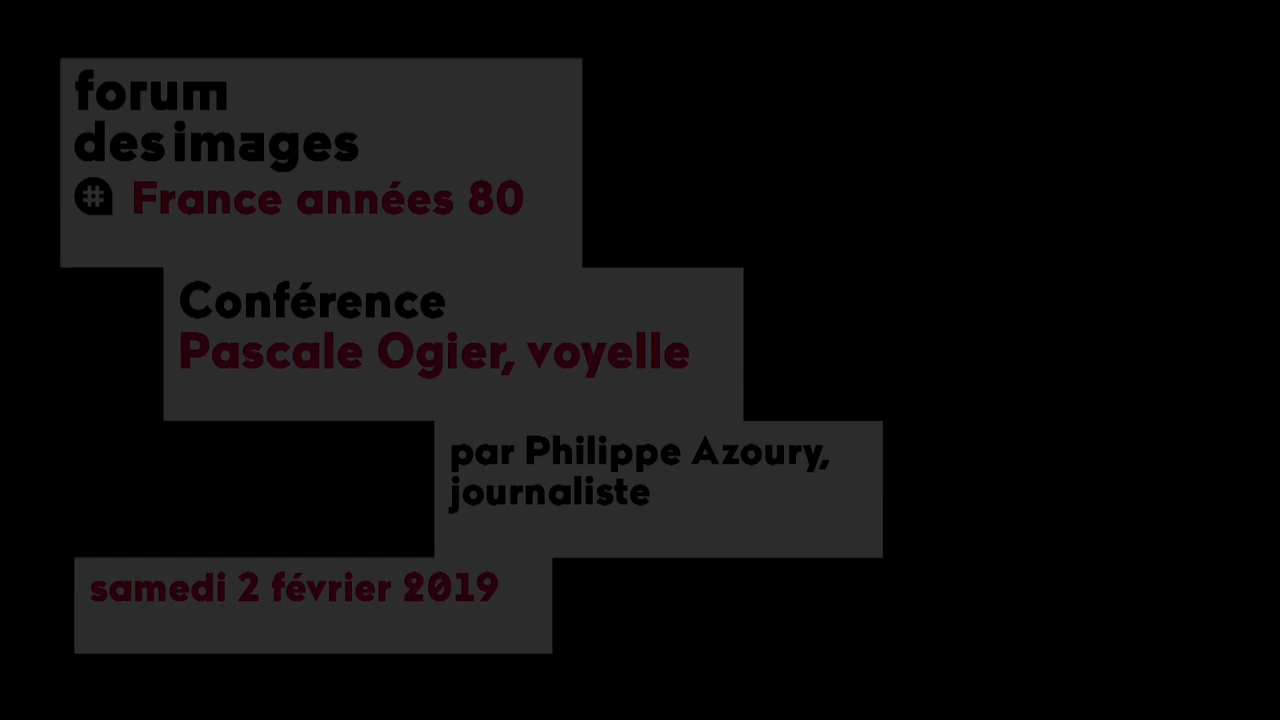 forum
des images
# France années 80
Conférence
Pascale Ogier, voyelle
par Philippe Azoury,
journaliste
samedi 2 février 2019